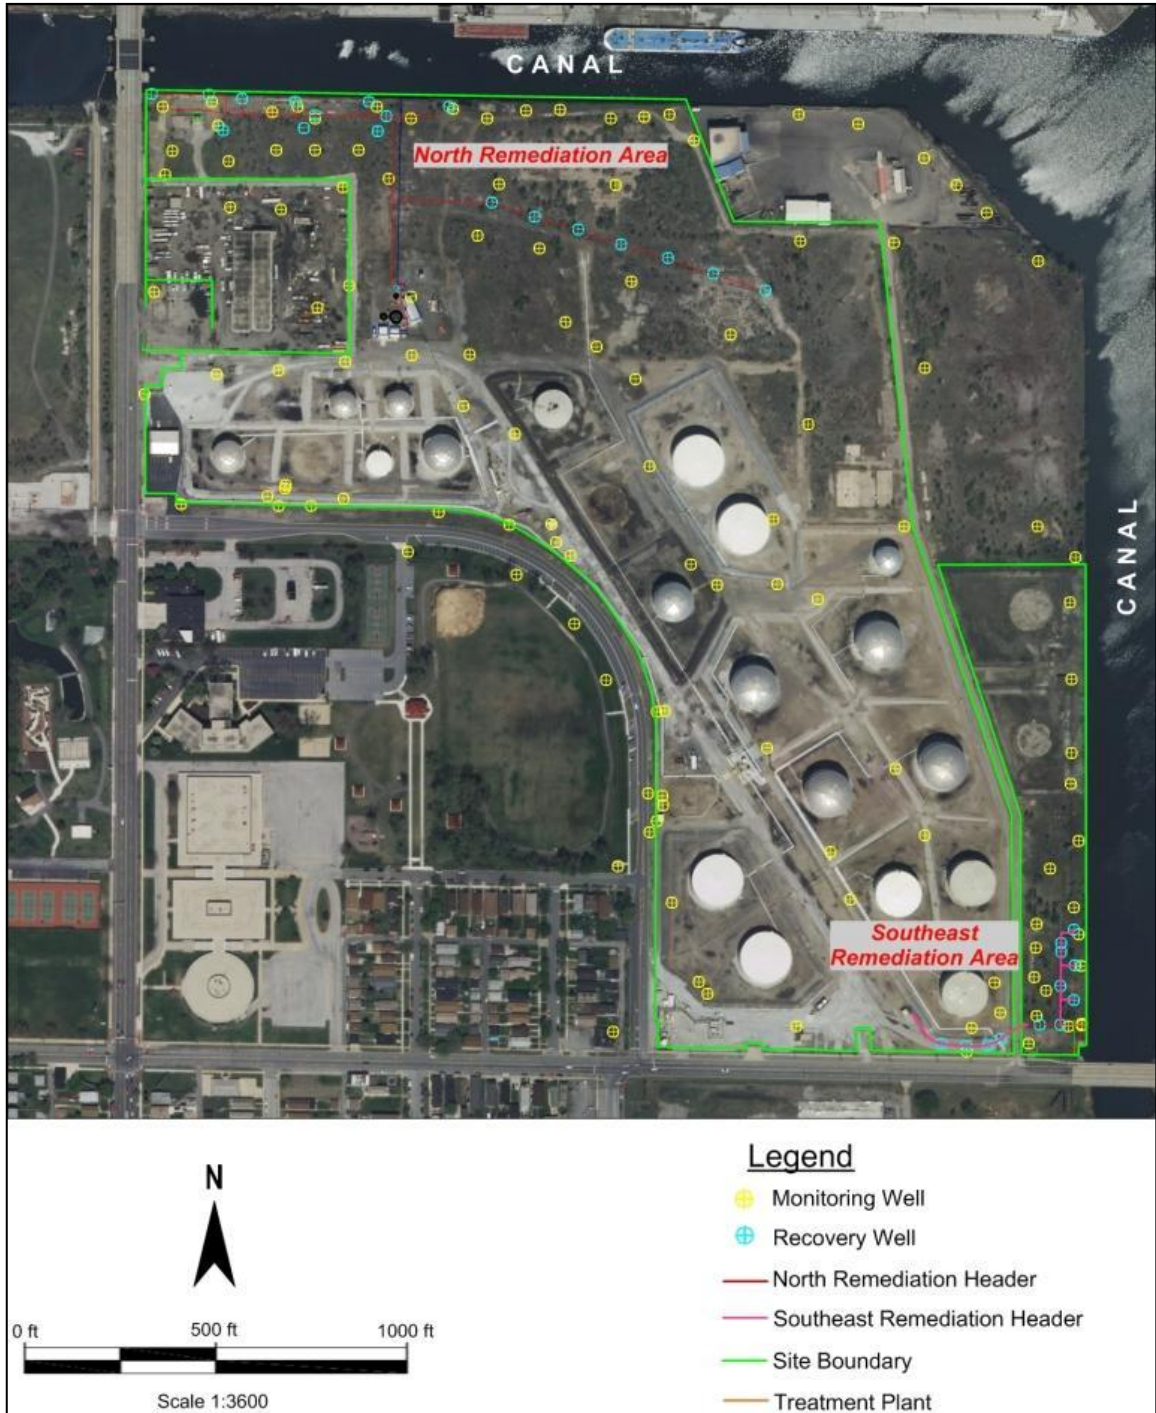 CANAL
North Remediation Area
CANAL
Southeast
Remediation Area
N
0 ft 500 ft 1000 ft
Scale 1:3600
Legend
Monitoring Well
Recovery Well
North Remediation Header
Southeast Remediation Header
Site Boundary
Treatment Plant